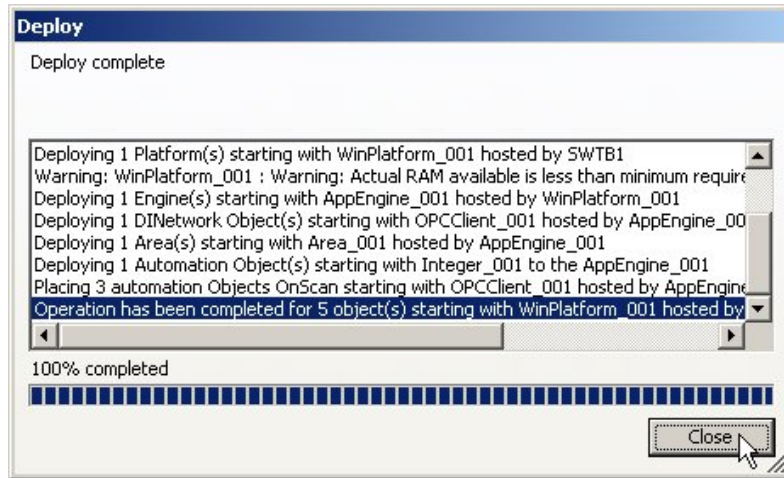 Deploy
Deploy complete
Deploying 1 Platform(s) starting with WinPlatform_001 hosted by SWTB1
Warning: WinPlatform_001 : Warning: Actual RAM available is less than minimum require
Deploying 1 Engine(s) starting with AppEngine_001 hosted by WinPlatform_001
Deploying 1 DINetwork Object(s) starting with OPCClient_001 hosted by AppEngine_00
Deploying 1 Area(s) starting with Area_001 hosted by AppEngine_001
Deploying 1 Automation Object(s) starting with Integer_001 to the AppEngine_001
Placing 3 automation Objects OnScan starting with OPCClient_001 hosted by AppEngine
Operation has been completed for 5 object(s) starting with WinPlatform_001 hosted by
100% completed
Close